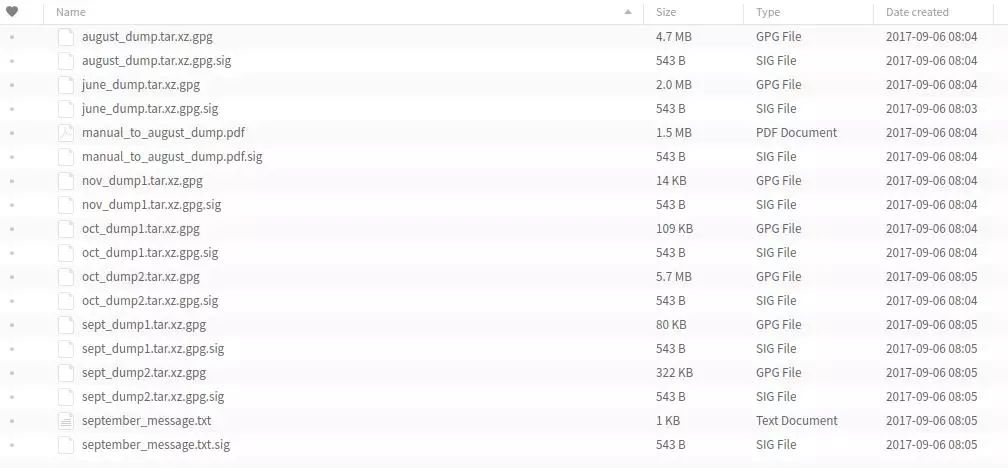 Name Size Type Date created
august_dump.tar.xz.gpg 4.7 MB GPG File 2017-09-06 08:04
august_dump.tar.xz.gpg.sig 543 B SIG File 2017-09-06 08:04
june_dump.tar.xz.gpg 2.0 MB GPG File 2017-09-06 08:04
june_dump.tar.xz.gpg.sig 543 B SIG File 2017-09-06 08:03
manual_to_august_dump.pdf 1.5 MB PDF Document 2017-09-06 08:04
manual_to_august_dump.pdf.sig 543 B SIG File 2017-09-06 08:04
nov_dump1.tar.xz.gpg 14 KB GPG File 2017-09-06 08:04
nov_dump1.tar.xz.gpg.sig 543 B SIG File 2017-09-06 08:04
oct_dump1.tar.xz.gpg 109 KB GPG File 2017-09-06 08:04
oct_dump1.tar.xz.gpg.sig 543 B SIG File 2017-09-06 08:04
oct_dump2.tar.xz.gpg 5.7 MB GPG File 2017-09-06 08:05
oct_dump2.tar.xz.gpg.sig 543 B SIG File 2017-09-06 08:04
sept_dump1.tar.xz.gpg 80 KB GPG File 2017-09-06 08:05
sept_dump1.tar.xz.gpg.sig 543 B SIG File 2017-09-06 08:05
sept_dump2.tar.xz.gpg 322 KB GPG File 2017-09-06 08:05
sept_dump2.tar.xz.gpg.sig 543 B SIG File 2017-09-06 08:05
september_message.txt 1 KB Text Document 2017-09-06 08:05
september_message.txt.sig 543 B SIG File 2017-09-06 08:05